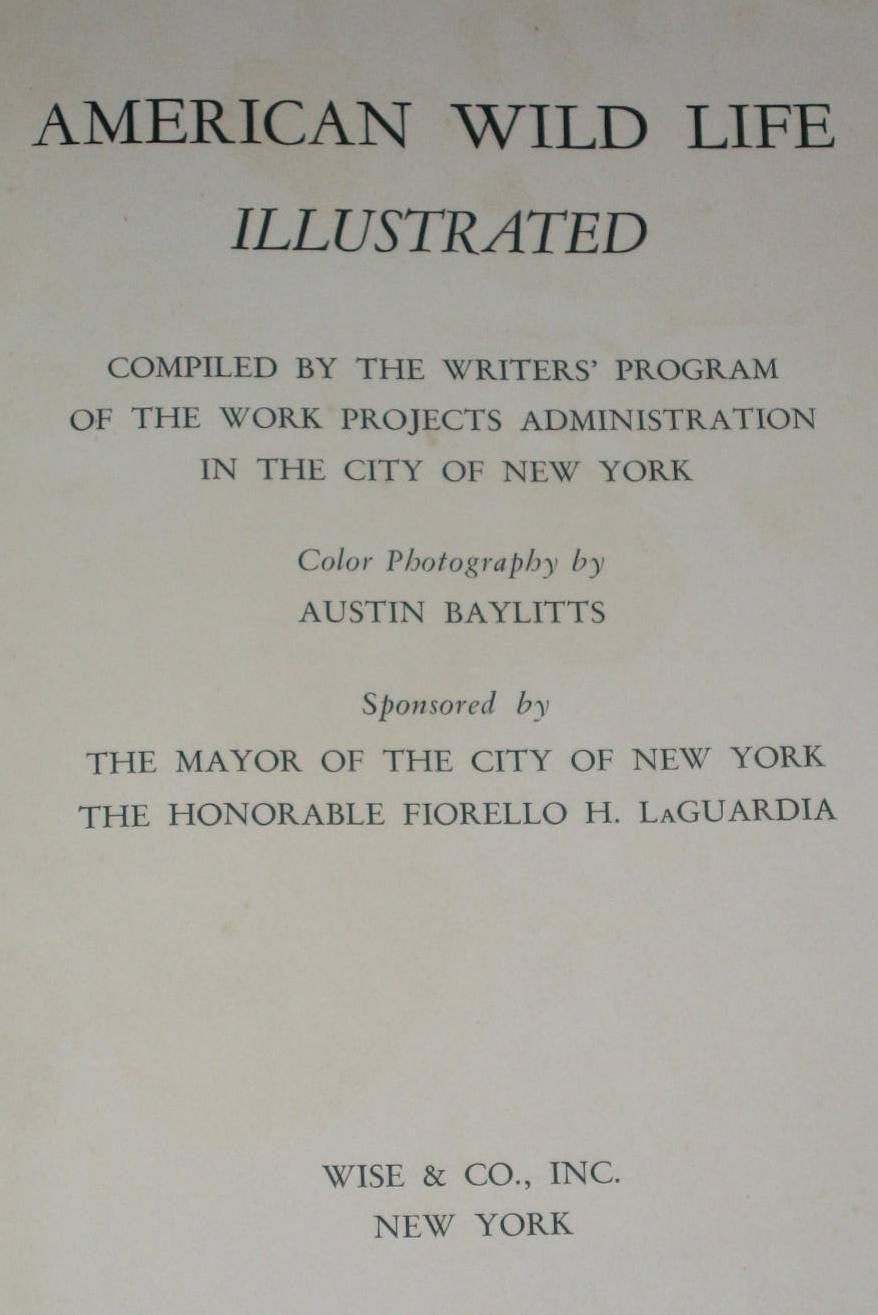 AMERICAN WILD LIFE
ILLUSTRATED
COMPILED BY THE WRITERS' PROGRAM
OF THE WORK PROJECTS ADMINISTRATION
IN THE CITY OF NEW YORK
Color Photography by
AUSTIN BAYLITTS
Sponsored by
THE MAYOR OF THE CITY OF NEW YORK
THE HONORABLE FIORELLO H. LAGUARDIA
WISE & CO., INC.
NEW YORK